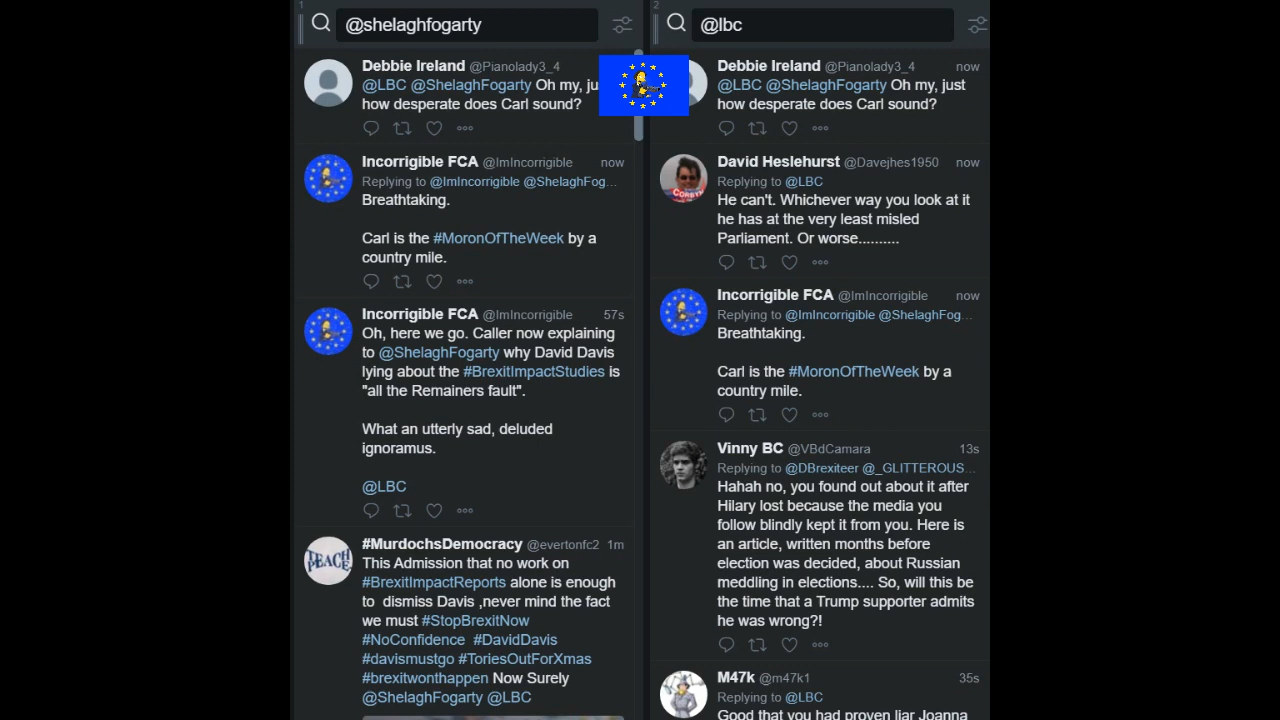 1
@shelaghfogarty
Debbie Ireland @Pianolady3_4
@LBC @ShelaghFogarty Oh my, ju
how desperate does Carl sound?
Incorrigible FCA @ImIncorrigible now
Replying to @ImIncorrigible @ShelaghFog...
Breathtaking.
Carl is the #MoronOfTheWeek by a
country mile.
Incorrigible FCA @ImIncorrigible 57s
Oh, here we go. Caller now explaining
to @ShelaghFogarty why David Davis
lying about the #BrexitImpactStudies is
"all the Remainers fault".
What an utterly sad, deluded
ignoramus.
@LBC
#MurdochsDemocracy @evertonfc2 1m
This Admission that no work on
#BrexitImpactReports alone is enough
to dismiss Davis ,never mind the fact
we must #StopBrexitNow
#NoConfidence #DavidDavis
#davismustgo #ToriesOutForXmas
#brexitwonthappen Now Surely
@ShelaghFogarty @LBC
PEACE
2
@lbc
Debbie Ireland @Pianolady3_4 now
@LBC @ShelaghFogarty Oh my, just
how desperate does Carl sound?
David Heslehurst @Davejhes1950 now
Replying to @LBC
He can't. Whichever way you look at it
he has at the very least misled
Parliament. Or worse..........
CORBYN
Incorrigible FCA @ImIncorrigible now
Replying to @ImIncorrigible @ShelaghFog...
Breathtaking.
Carl is the #MoronOfTheWeek by a
country mile.
Vinny BC @VBdCamara 13s
Replying to @DBrexiteer @_GLITTEROUS...
Hahah no, you found out about it after
Hilary lost because the media you
follow blindly kept it from you. Here is
an article, written months before
election was decided, about Russian
meddling in elections.... So, will this be
the time that a Trump supporter admits
he was wrong?!
M47k @m47k1 35s
Replying to @LBC
Good that you had proven liar Joanna